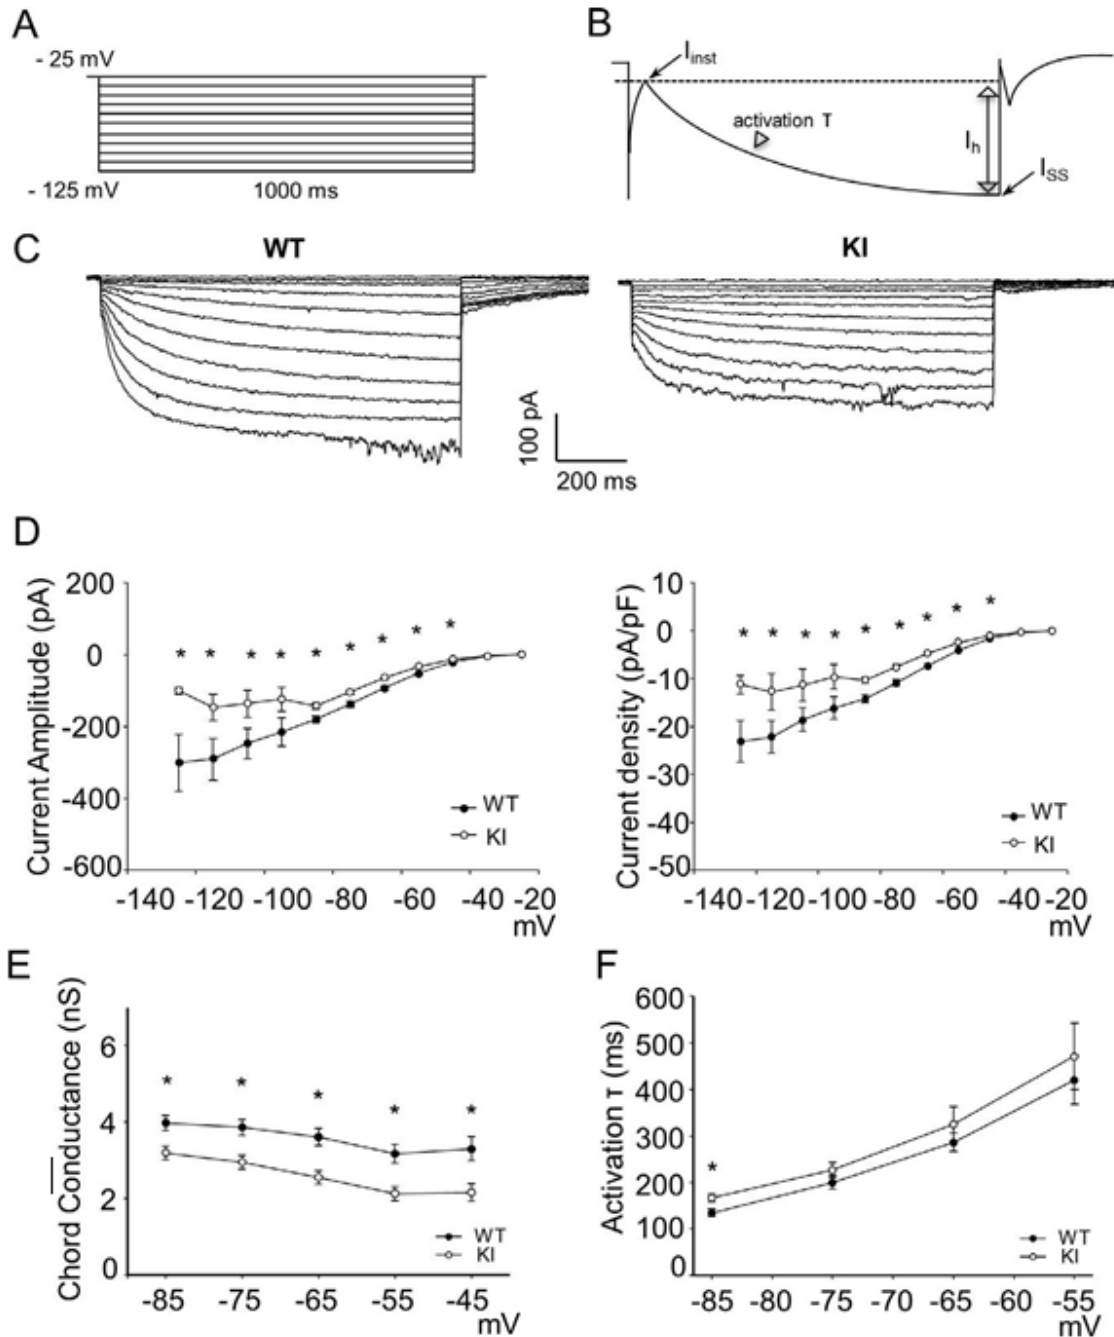 A
- 25 mV
- 125 mV
1000 ms
B
I_inst
activation τ
I_h
I_SS
C
WT
KI
100 pA
200 ms
D
Current Amplitude (pA)
200
0
-200
-400
-600
* * * * * * * * *
WT
KI
-140 -120 -100 -80 -60 -40 -20
mV
Current density (pA/pF)
10
0
-10
-20
-30
-40
-50
* * * * * * * * *
WT
KI
-140 -120 -100 -80 -60 -40 -20
mV
E
Chord Conductance (nS)
6
4
2
0
* * * * *
WT
KI
-85 -75 -65 -55 -45
mV
F
Activation τ (ms)
600
500
400
300
200
100
0
*
WT
KI
-85 -80 -75 -70 -65 -60 -55
mV